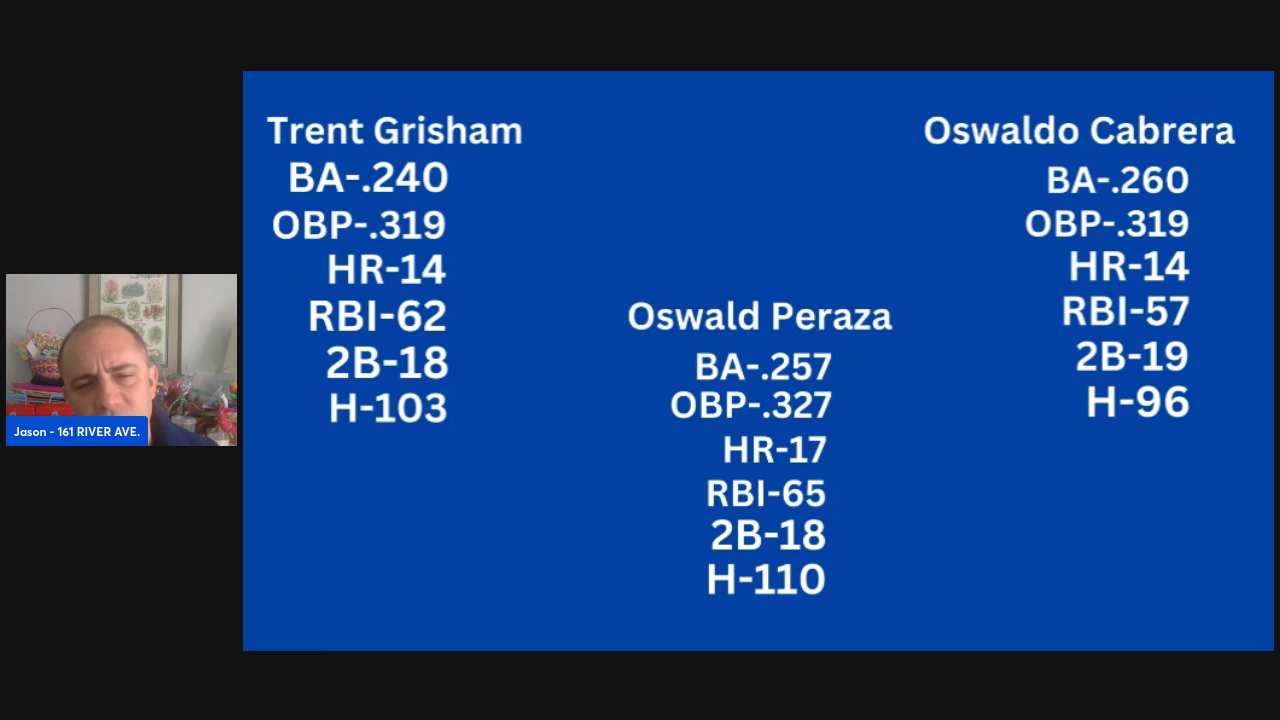 Trent Grisham
BA-.240
OBP-.319
HR-14
RBI-62
2B-18
H-103
Oswald Peraza
BA-.257
OBP-.327
HR-17
RBI-65
2B-18
H-110
Oswaldo Cabrera
BA-.260
OBP-.319
HR-14
RBI-57
2B-19
H-96
Jason - 161 RIVER AVE.